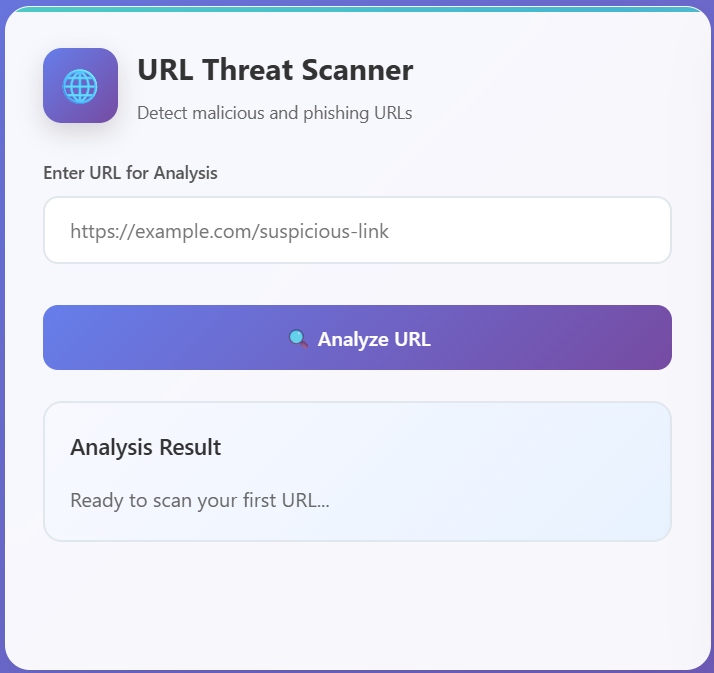 URL Threat Scanner
Detect malicious and phishing URLs
Enter URL for Analysis
https://example.com/suspicious-link
Analyze URL
Analysis Result
Ready to scan your first URL...